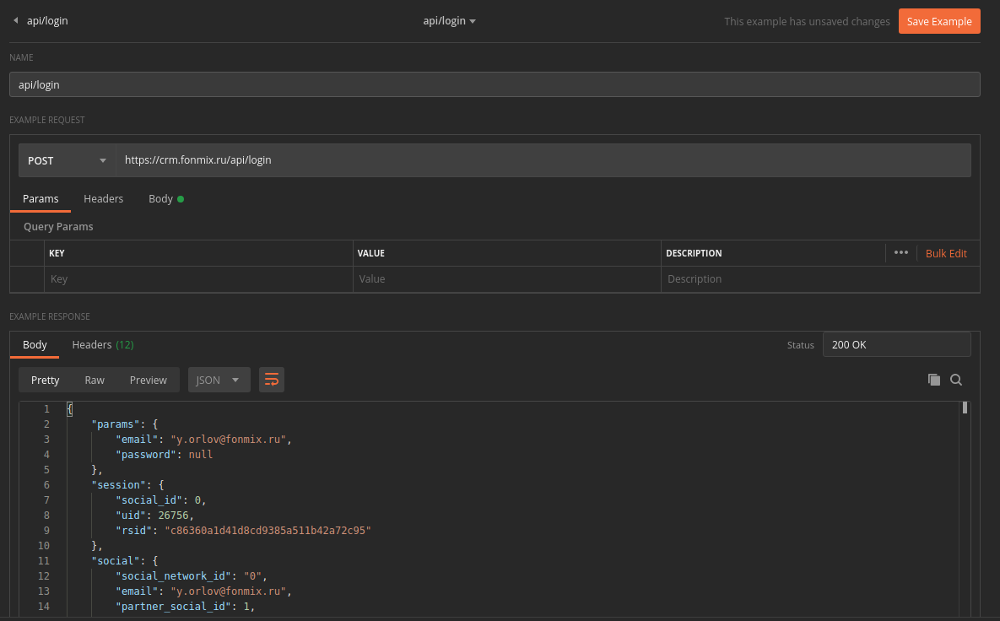 api/login api/login This example has unsaved changes Save Example
NAME
api/login
EXAMPLE REQUEST
POST https://crm.fonmix.ru/api/login
Params Headers Body
Query Params
KEY VALUE DESCRIPTION ••• Bulk Edit
Key Value Description
EXAMPLE RESPONSE
Body Headers (12) Status 200 OK
Pretty Raw Preview JSON
1 {
2 "params": {
3 "email": "y.orlov@fonmix.ru",
4 "password": null
5 },
6 "session": {
7 "social_id": 0,
8 "uid": 26756,
9 "rsid": "c86360a1d41d8cd9385a511b42a72c95"
10 },
11 "social": {
12 "social_network_id": "0",
13 "email": "y.orlov@fonmix.ru",
14 "partner_social_id": 1,